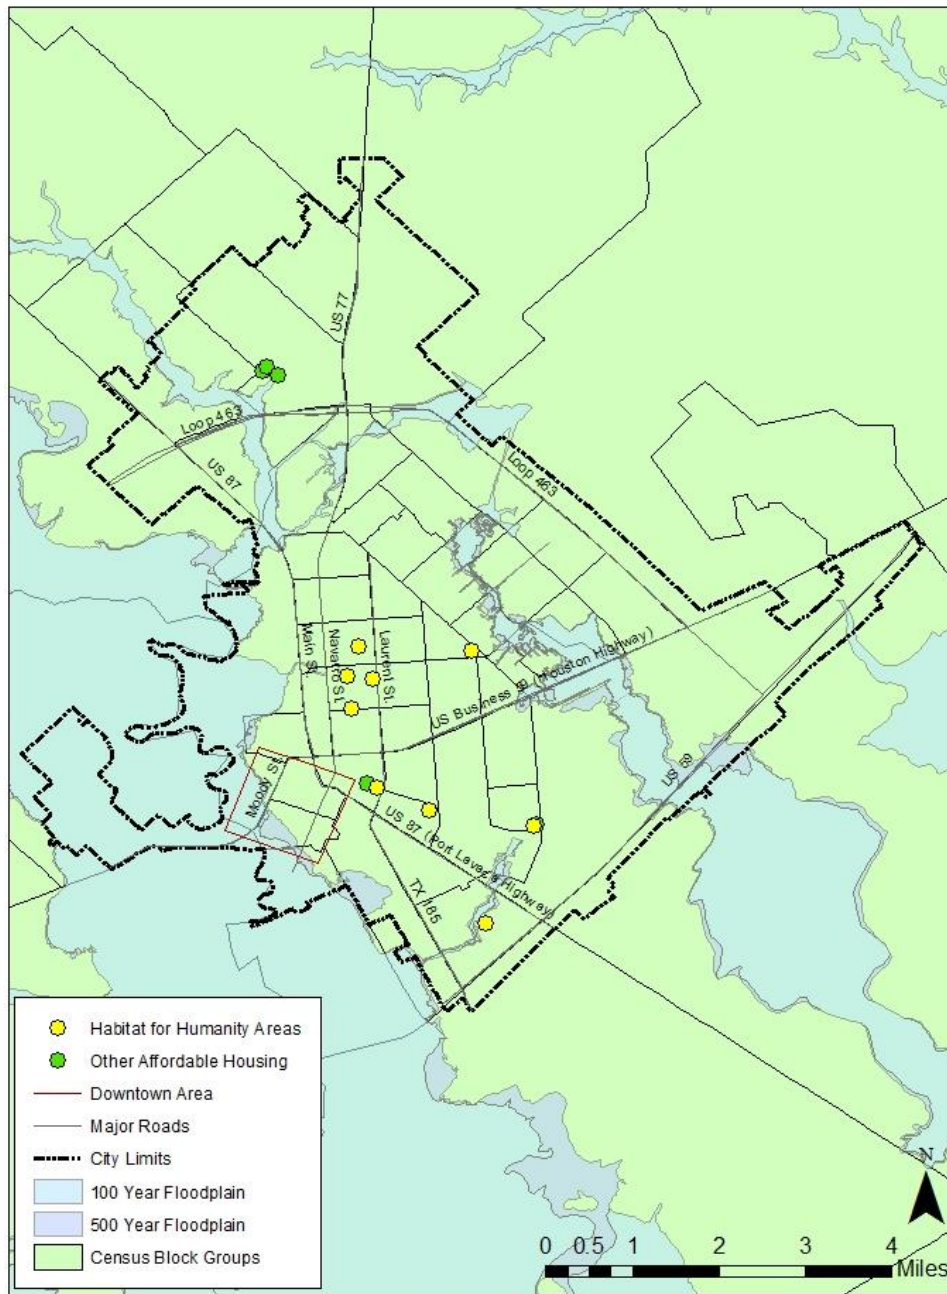 US 77
Loop 463
US 87
Loop 463
Main St.
Navarro St.
Laurent St.
US Business 59 (Houston Highway)
Moody St.
US 59
US 87 (Port Lavaca Highway)
TX 185
Habitat for Humanity Areas
Other Affordable Housing
Downtown Area
Major Roads
City Limits
100 Year Floodplain
500 Year Floodplain
Census Block Groups
N
0 0.5 1 2 3 4
Miles